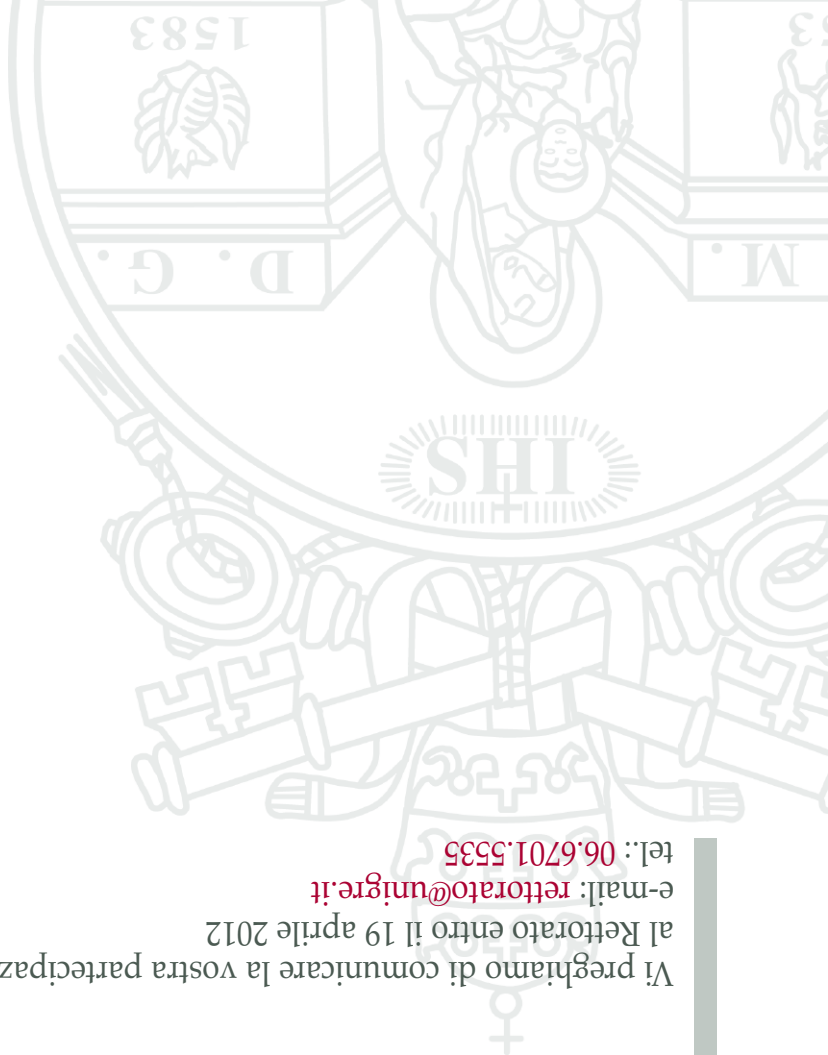 Vi preghiamo di comunicare la vostra partecipaz
al Rettorato entro il 19 aprile 2012
e-mail: rettorato@unigre.it
tel.: 06.6701.5535
IHS
M. D. G.
1583